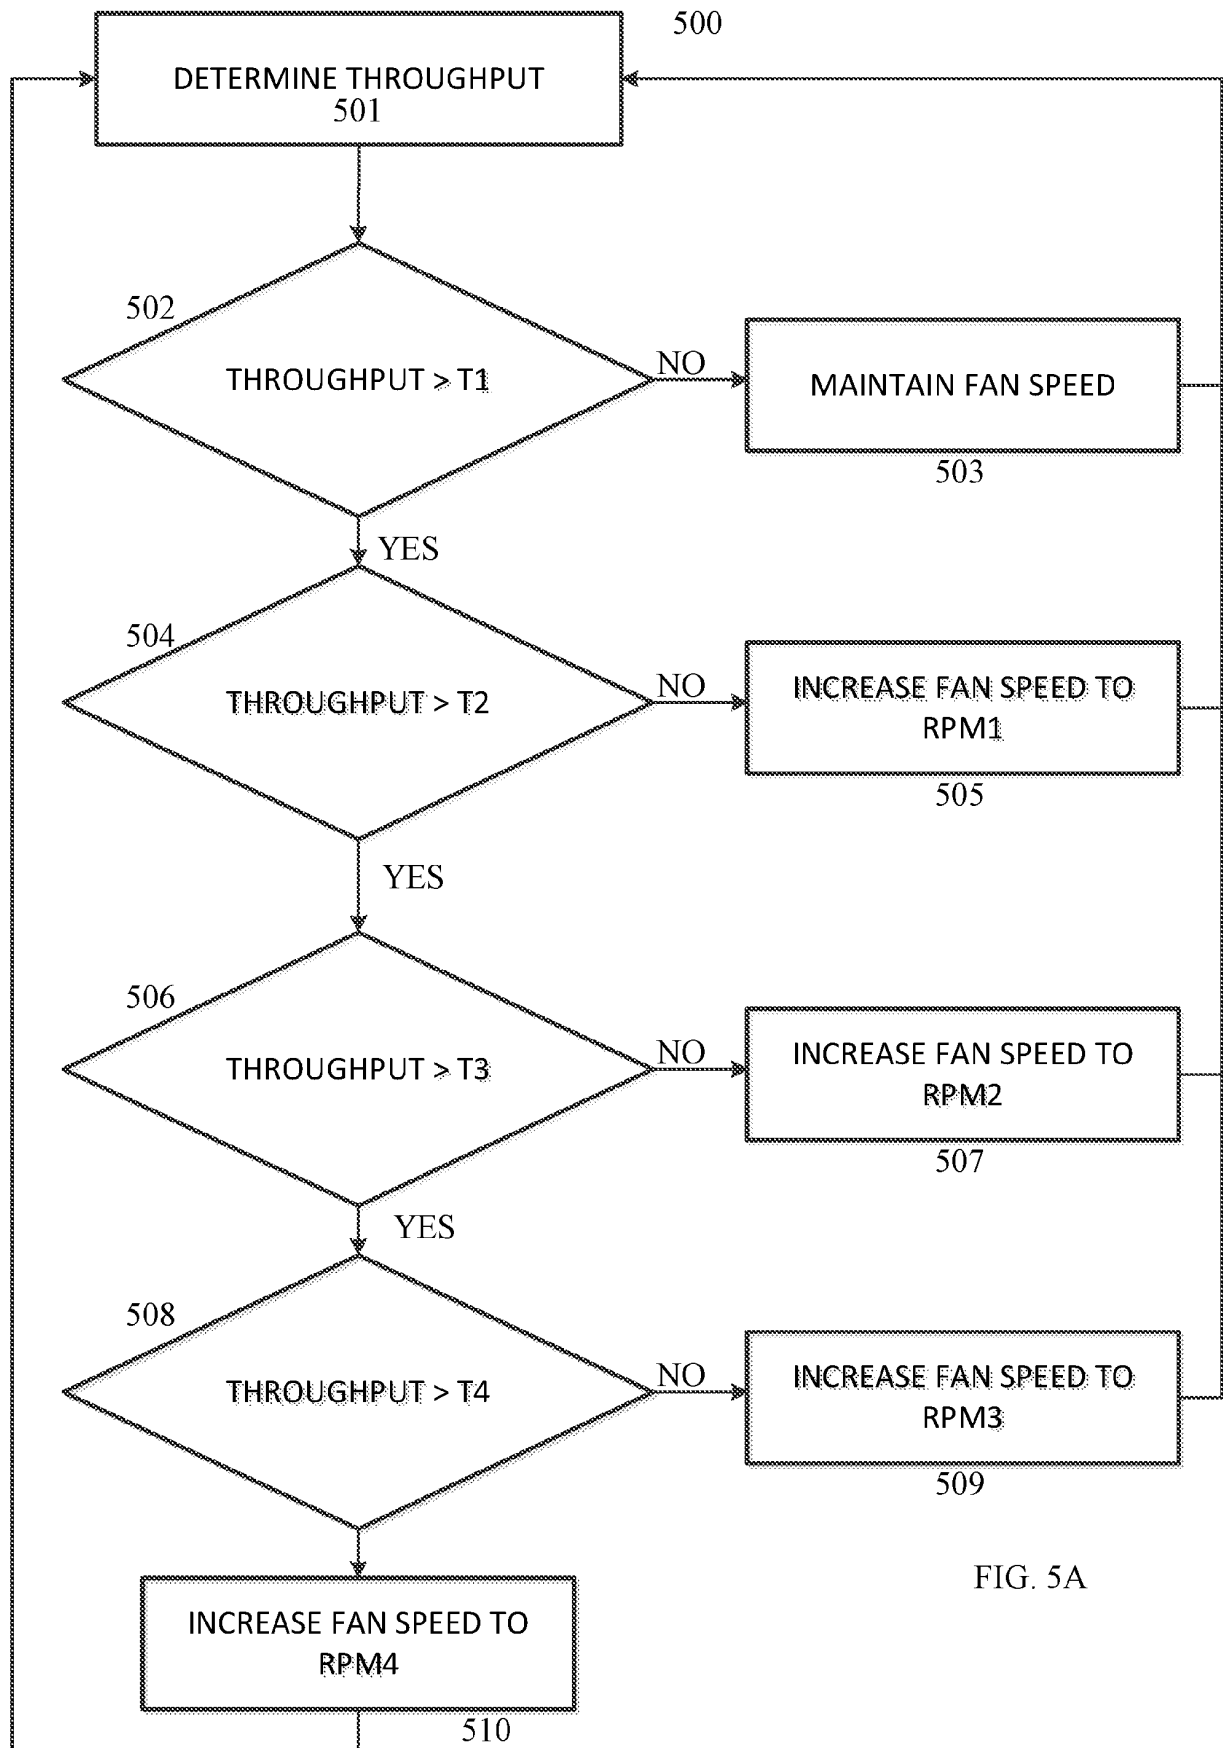 500
DETERMINE THROUGHPUT
501
502
THROUGHPUT > T1
NO
MAINTAIN FAN SPEED
503
YES
504
THROUGHPUT > T2
NO
INCREASE FAN SPEED TO
RPM1
505
YES
506
THROUGHPUT > T3
NO
INCREASE FAN SPEED TO
RPM2
507
YES
508
THROUGHPUT > T4
NO
INCREASE FAN SPEED TO
RPM3
509
FIG. 5A
INCREASE FAN SPEED TO
RPM4
510